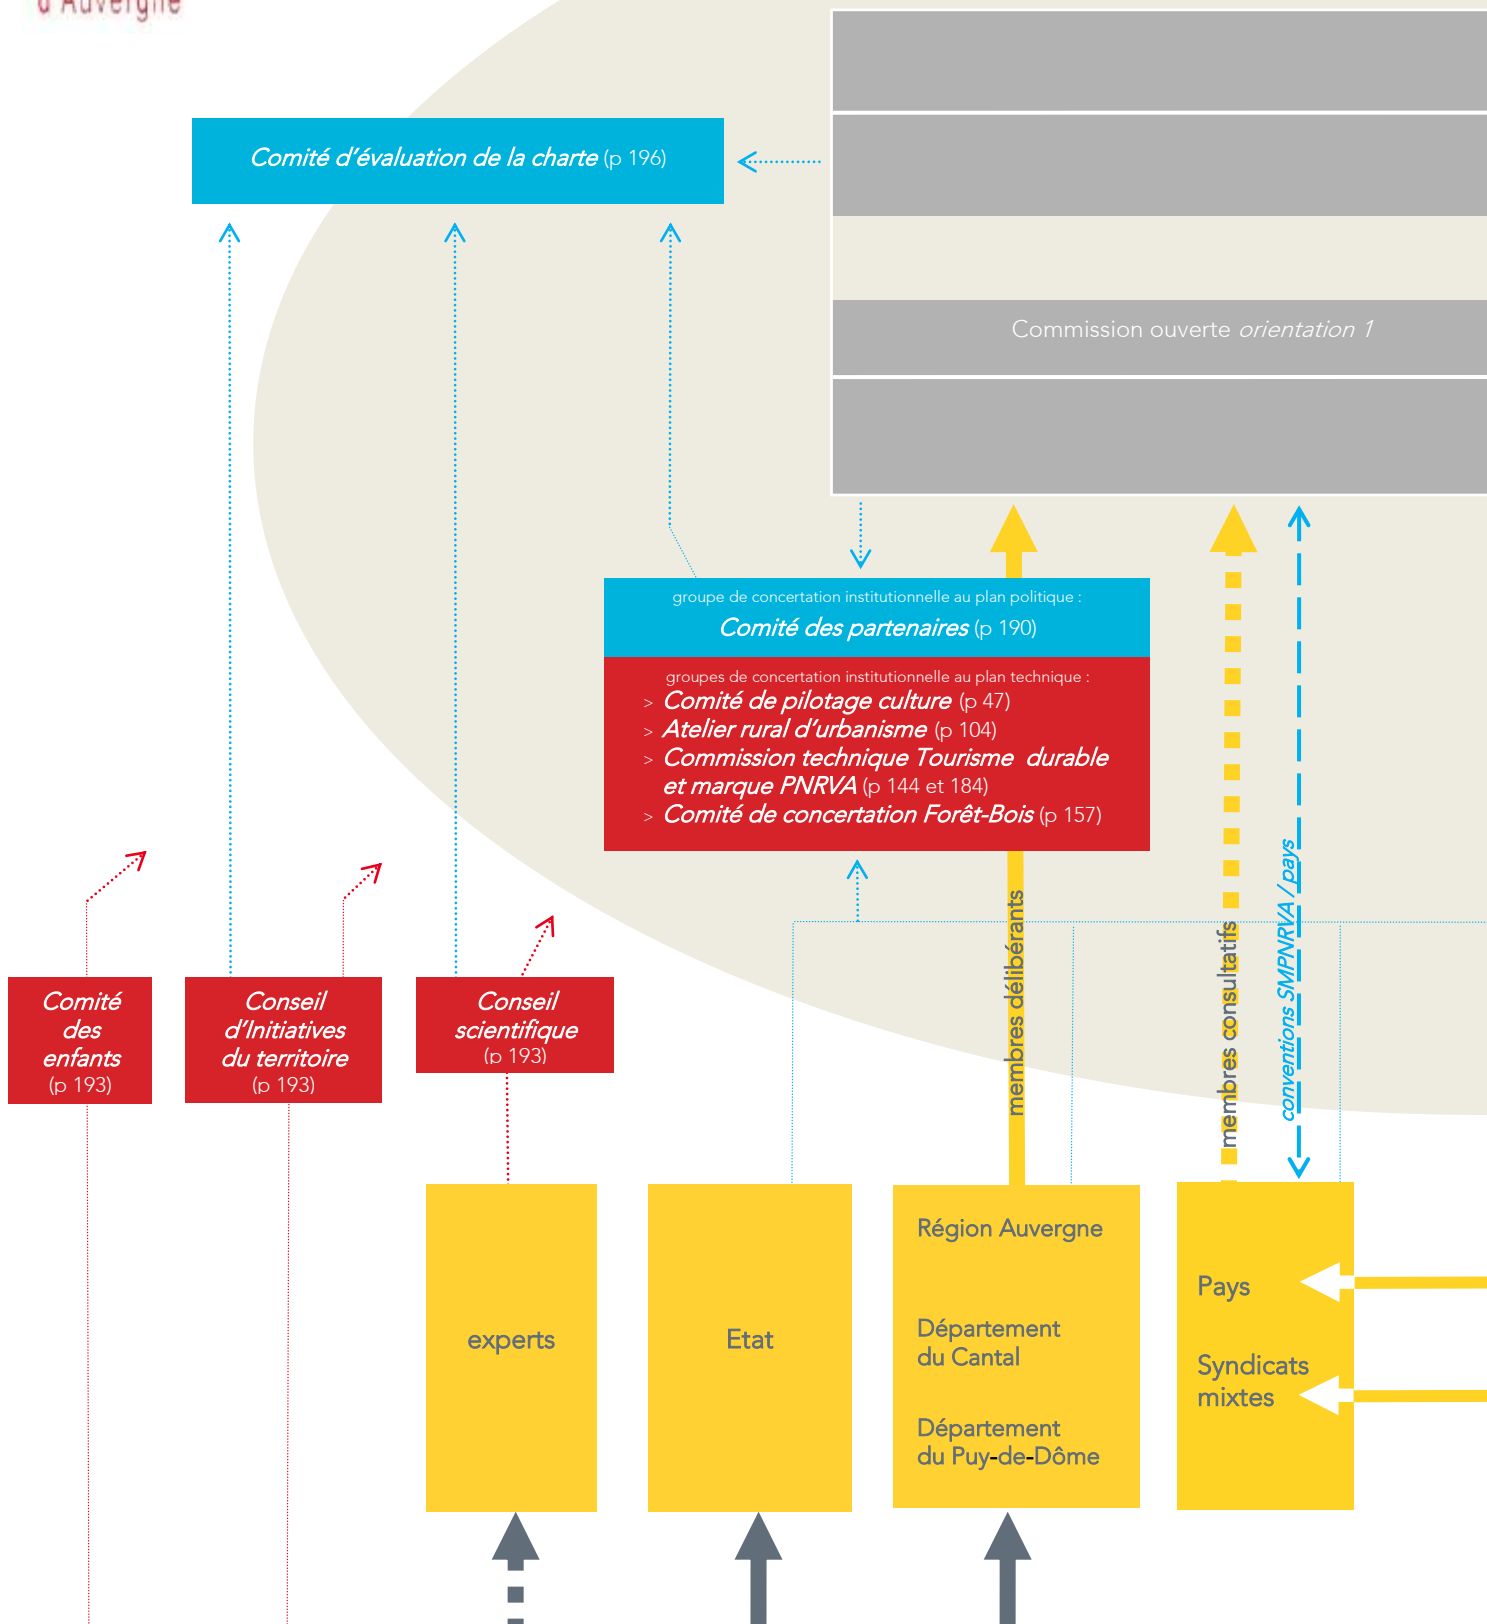 d'Auvergne
Comité d'évaluation de la charte (p 196)
Commission ouverte orientation 1
groupe de concertation institutionnelle au plan politique :
Comité des partenaires (p 190)
groupes de concertation institutionnelle au plan technique :
> Comité de pilotage culture (p 47)
> Atelier rural d'urbanisme (p 104)
> Commission technique Tourisme durable
et marque PNRVA (p 144 et 184)
> Comité de concertation Forêt-Bois (p 157)
membres délibérants
membres consultatifs
conventions SMPNRVA / pays
Comité
des
enfants
(p 193)
Conseil
d'Initiatives
du territoire
(p 193)
Conseil
scientifique
(p 193)
experts
Etat
Région Auvergne
Département
du Cantal
Département
du Puy-de-Dôme
Pays
Syndicats
mixtes